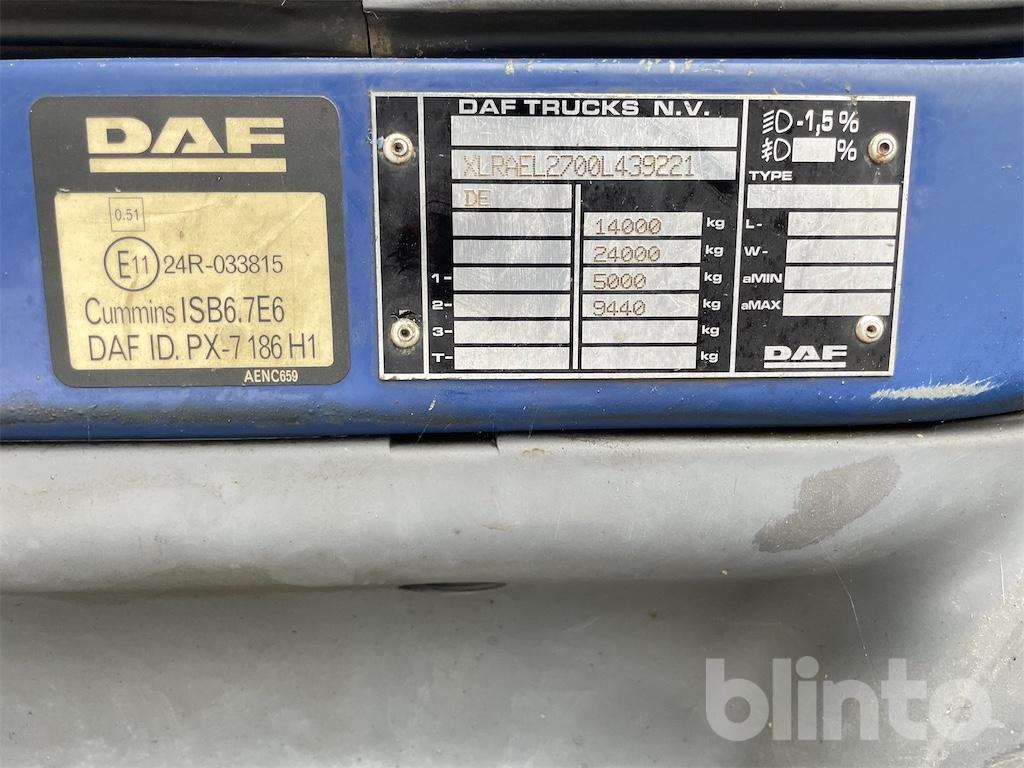 DAF
0.51
E11 24R-033815
Cummins ISB6.7E6
DAF ID. PX-7 186 H1
AENC659
DAF TRUCKS N.V.
XLRAEL2700L439221
DE
14000 kg
24000 kg
1- 5000 kg
2- 9440 kg
3- kg
T- kg
-1,5 %
%
TYPE
L-
W-
aMIN
aMAX
DAF
blinto